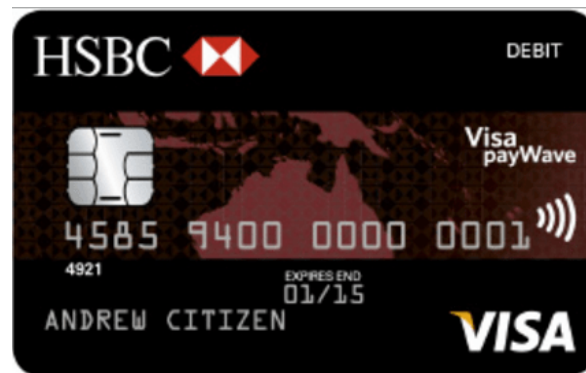 HSBC
DEBIT
Visa
payWave
4585 9400 0000 0001
4921
EXPIRES END
01/15
ANDREW CITIZEN
VISA